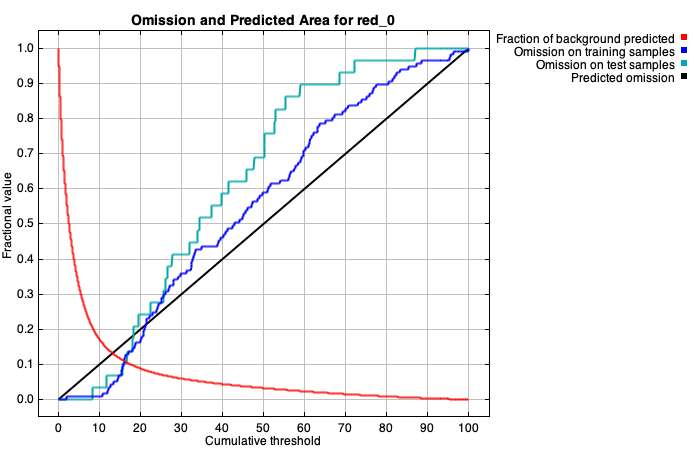 Omission and Predicted Area for red_0
Fraction of background predicted
Omission on training samples
Omission on test samples
Predicted omission
Fractional value
1.0
0.9
0.8
0.7
0.6
0.5
0.4
0.3
0.2
0.1
0.0
0 10 20 30 40 50 60 70 80 90 100
Cumulative threshold